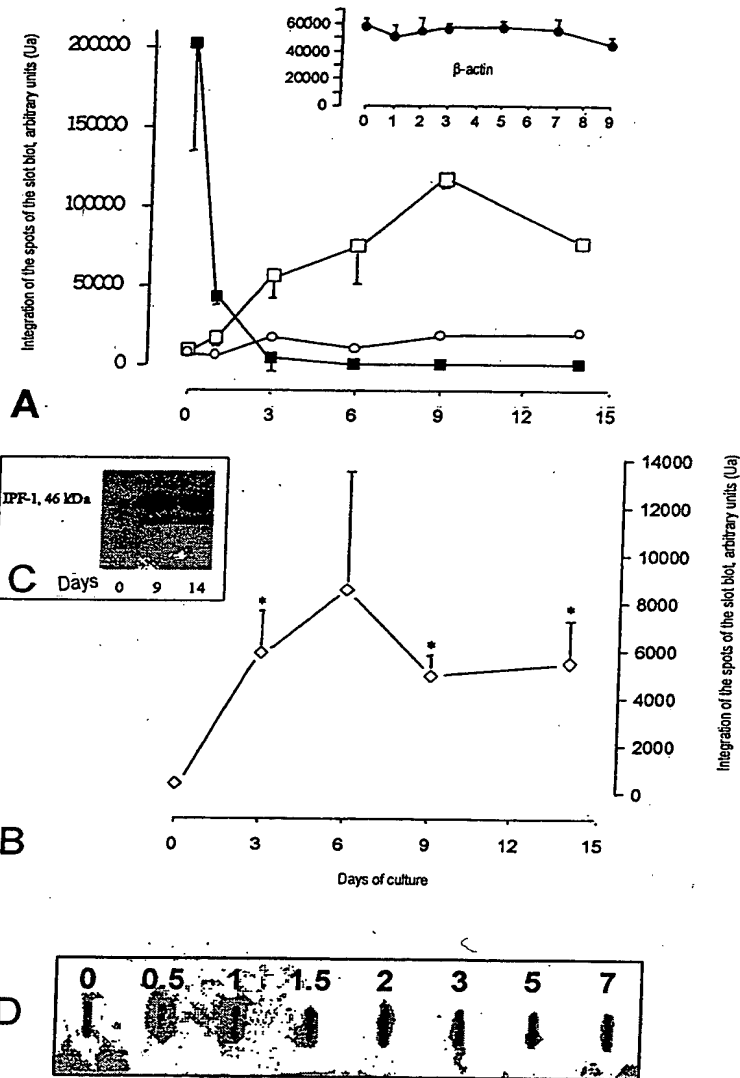 Integration of the spots of the slot blot, arbitrary units (Ua)
200000
150000
100000
50000
0
60000
40000
20000
0
β-actin
0 1 2 3 4 5 6 7 8 9
A
0 3 6 9 12 15
IPF-1, 46 kDa
C Days 0 9 14
*
*
*
14000
12000
10000
8000
6000
4000
2000
0
Integration of the spots of the slot blot, arbitrary units (Ua)
B
0 3 6 9 12 15
Days of culture
D
0 0.5 1 1.5 2 3 5 7